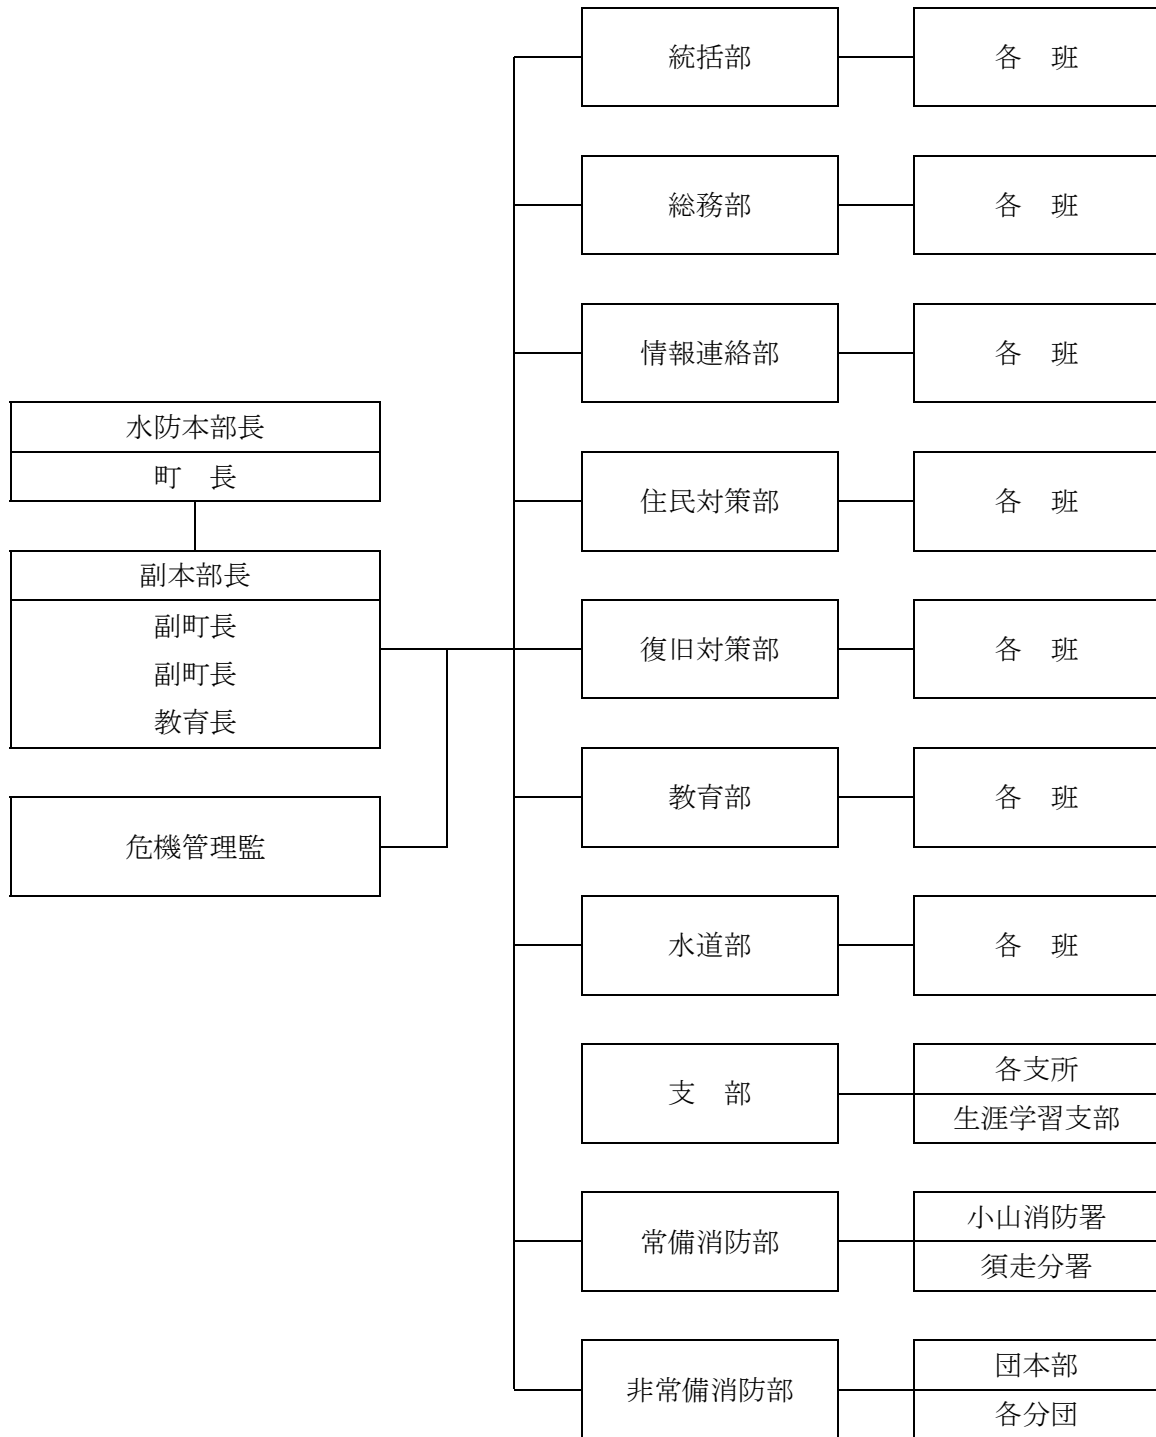 水防本部長
町　長
副本部長
副町長
副町長
教育長
危機管理監
統括部
各　班
総務部
各　班
情報連絡部
各　班
住民対策部
各　班
復旧対策部
各　班
教育部
各　班
水道部
各　班
支　部
各支所
生涯学習支部
常備消防部
小山消防署
須走分署
非常備消防部
団本部
各分団